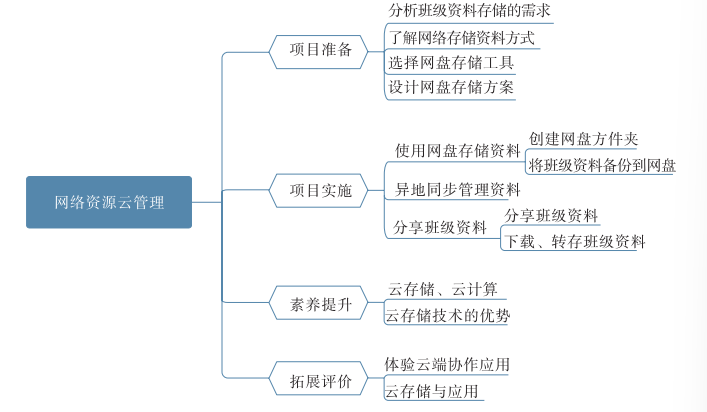 网络资源云管理
项目准备
分析班级资料存储的需求
了解网络存储资料方式
选择网盘存储工具
设计网盘存储方案
项目实施
使用网盘存储资料
创建网盘方件夹
将班级资料备份到网盘
异地同步管理资料
分享班级资料
分享班级资料
下载、转存班级资料
素养提升
云存储、云计算
云存储技术的优势
拓展评价
体验云端协作应用
云存储与应用